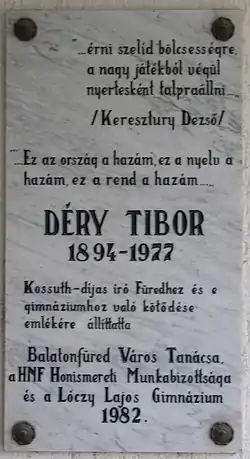 „...érni szelíd bölcsességre,
a nagy játékból végül
nyertesként talpraállni...„
/Keresztury Dezső/
„...Ez az ország a hazám, ez a nyelv a
hazám, ez a rend a hazám...„
DÉRY TIBOR
1894-1977
Kossuth-díjas író Füredhez és e
gimnáziumhoz való kötődése
emlékére állíttatta
Balatonfüred Város Tanácsa,
a HNF Honismereti Munkabizottsága
és a Lóczy Lajos Gimnázium
1982.